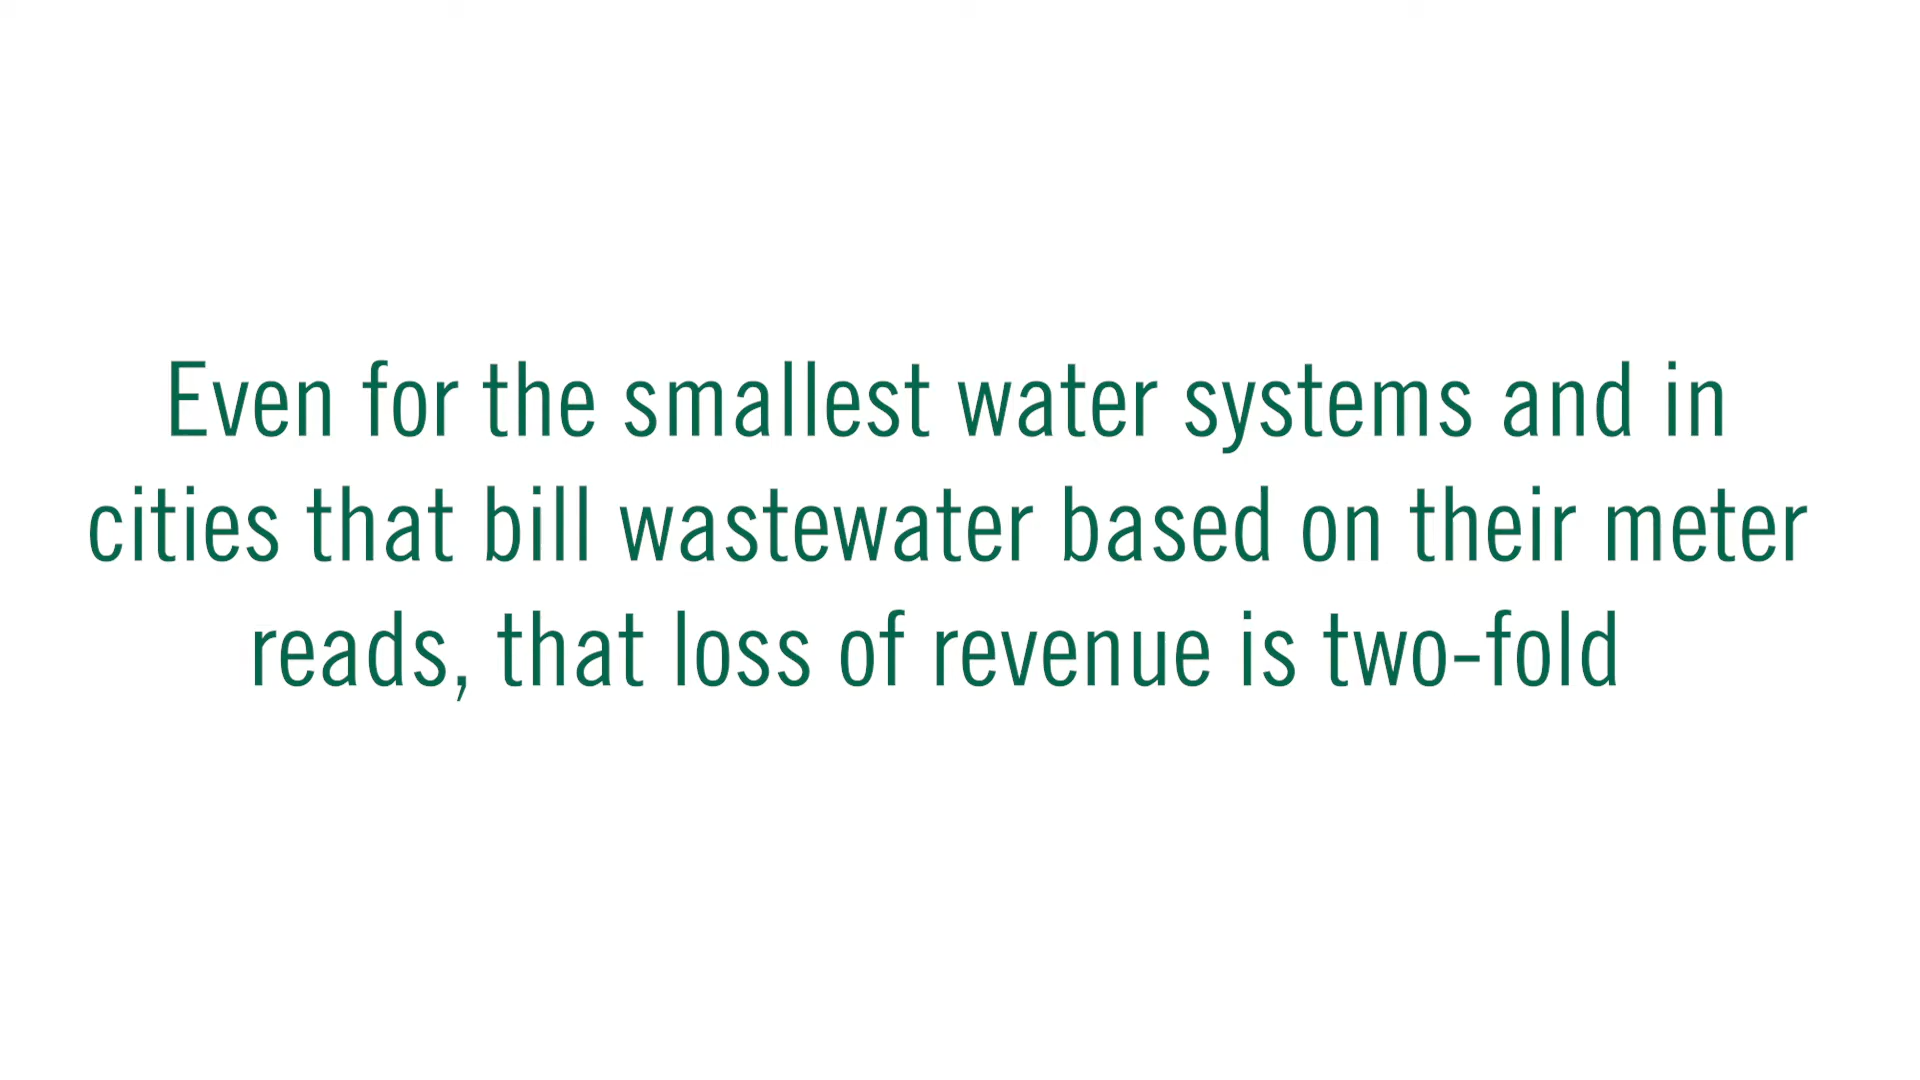 Even for the smallest water systems and in
cities that bill wastewater based on their meter
reads, that loss of revenue is two-fold